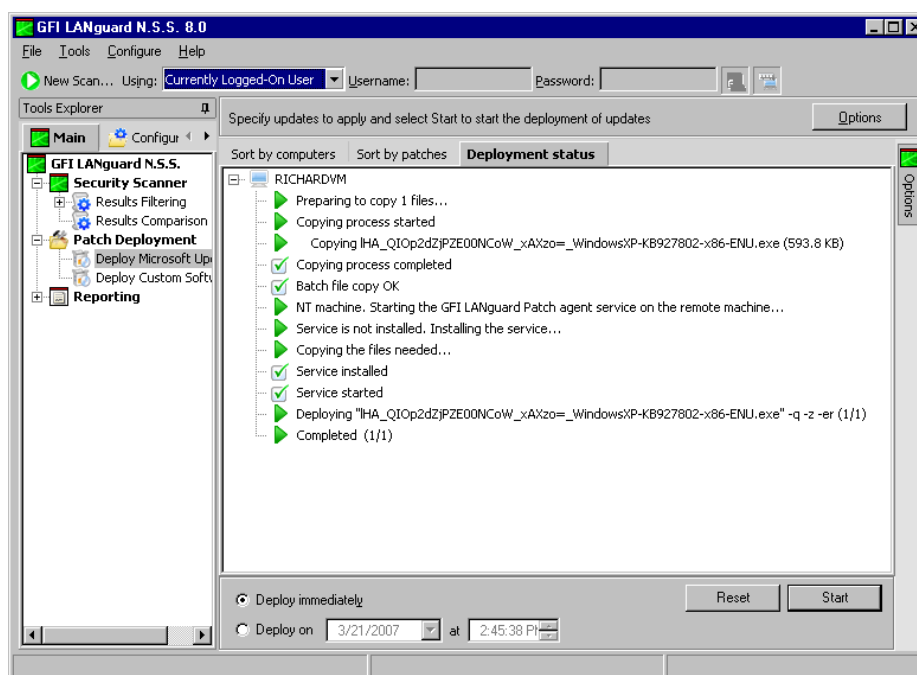 GFI LANguard N.S.S. 8.0
File Tools Configure Help
New Scan... Using: Currently Logged-On User Username: Password:
Tools Explorer
Main Configur
GFI LANguard N.S.S.
Security Scanner
Results Filtering
Results Comparison
Patch Deployment
Deploy Microsoft Up
Deploy Custom Soft
Reporting
Specify updates to apply and select Start to start the deployment of updates
Options
Sort by computers Sort by patches Deployment status
RICHARDVM
Preparing to copy 1 files...
Copying process started
Copying lHA_QIOp2dZjPZE00NCoW_xAXzo=_WindowsXP-KB927802-x86-ENU.exe (593.8 KB)
Copying process completed
Batch file copy OK
NT machine. Starting the GFI LANguard Patch agent service on the remote machine...
Service is not installed. Installing the service...
Copying the files needed...
Service installed
Service started
Deploying "lHA_QIOp2dZjPZE00NCoW_xAXzo=_WindowsXP-KB927802-x86-ENU.exe" -q -z -er (1/1)
Completed (1/1)
Options
Deploy immediately
Reset Start
Deploy on 3/21/2007 at 2:45:38 P